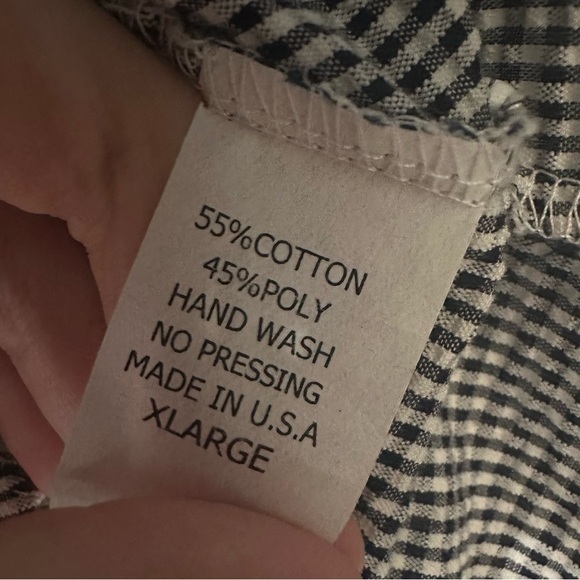 55%COTTON
45%POLY
HAND WASH
NO PRESSING
MADE IN U.S.A
XLARGE